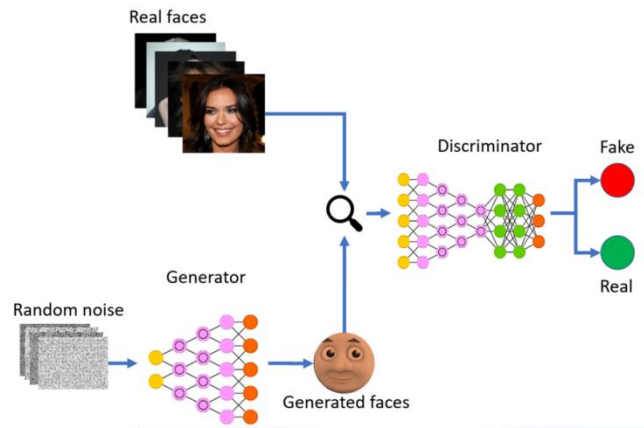 Real faces
Discriminator
Fake
Real
Generator
Random noise
Generated faces